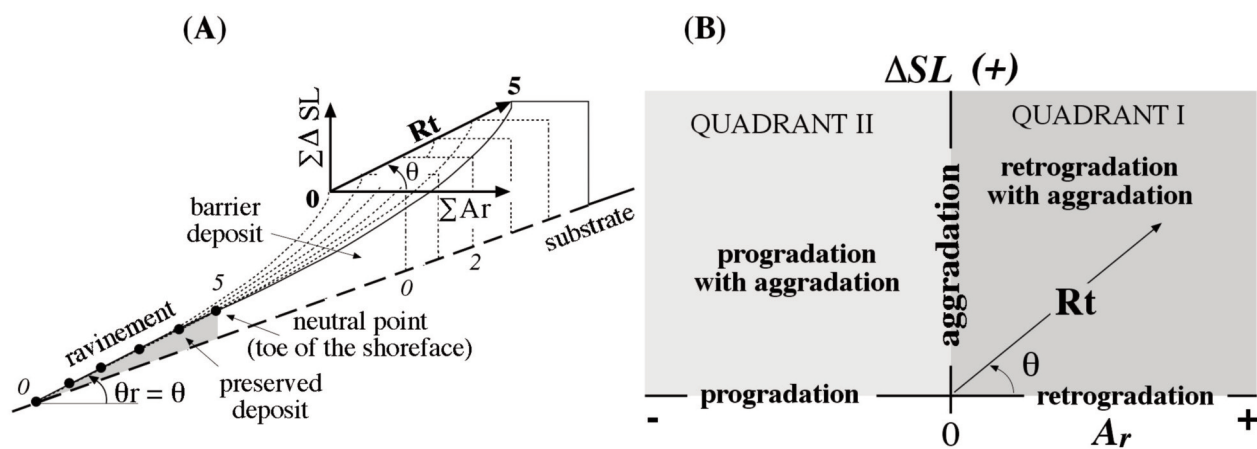 (A)
5
ΣΔ SL
Rt
θ
0
ΣAr
barrier
deposit
substrate
5
2
0
ravinement
neutral point
(toe of the shoreface)
0
θr = θ
preserved
deposit
(B)
ΔSL (+)
QUADRANT II
QUADRANT I
aggradation
retrogradation
with aggradation
progradation
with aggradation
Rt
θ
progradation
retrogradation
-
0
Ar
+